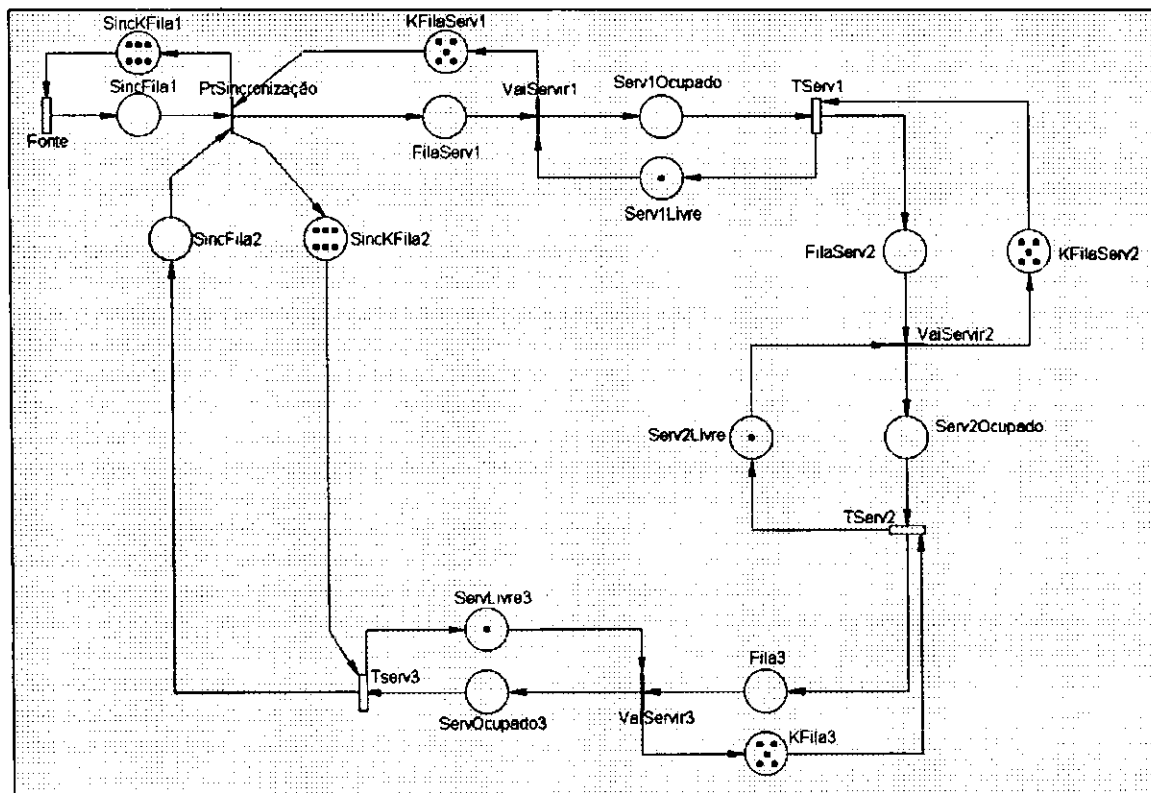 SincKFila1
KFilaServ1
SincFila1
PtSincronização
VaiServir1
Serv1Ocupado
TServ1
Fonte
FilaServ1
Serv1Livre
SincFila2
SincKFila2
FilaServ2
KFilaServ2
VaiServir2
Serv2Livre
Serv2Ocupado
TServ2
ServLivre3
Fila3
Tserv3
ServOcupado3
VaiServir3
KFila3